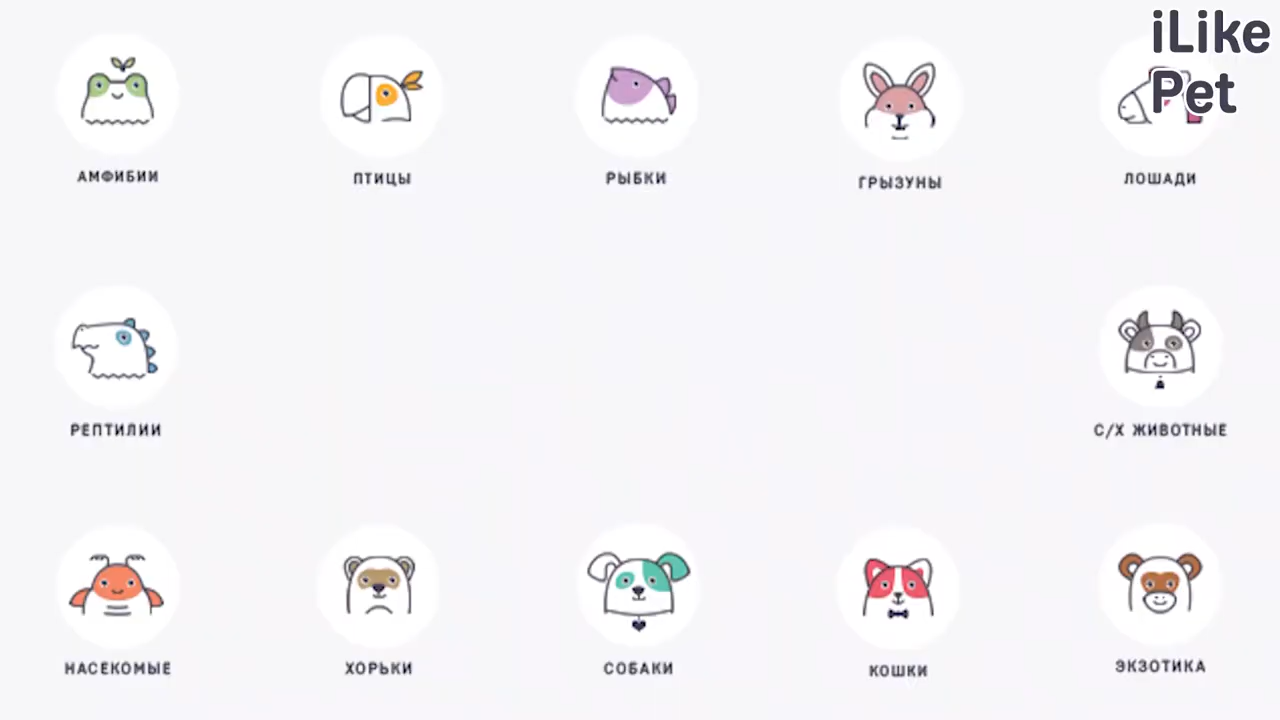 iLike
Pet
АМФИБИИ
ПТИЦЫ
РЫБКИ
ГРЫЗУНЫ
ЛОШАДИ
РЕПТИЛИИ
С/Х ЖИВОТНЫЕ
НАСЕКОМЫЕ
ХОРЬКИ
СОБАКИ
КОШКИ
ЭКЗОТИКА